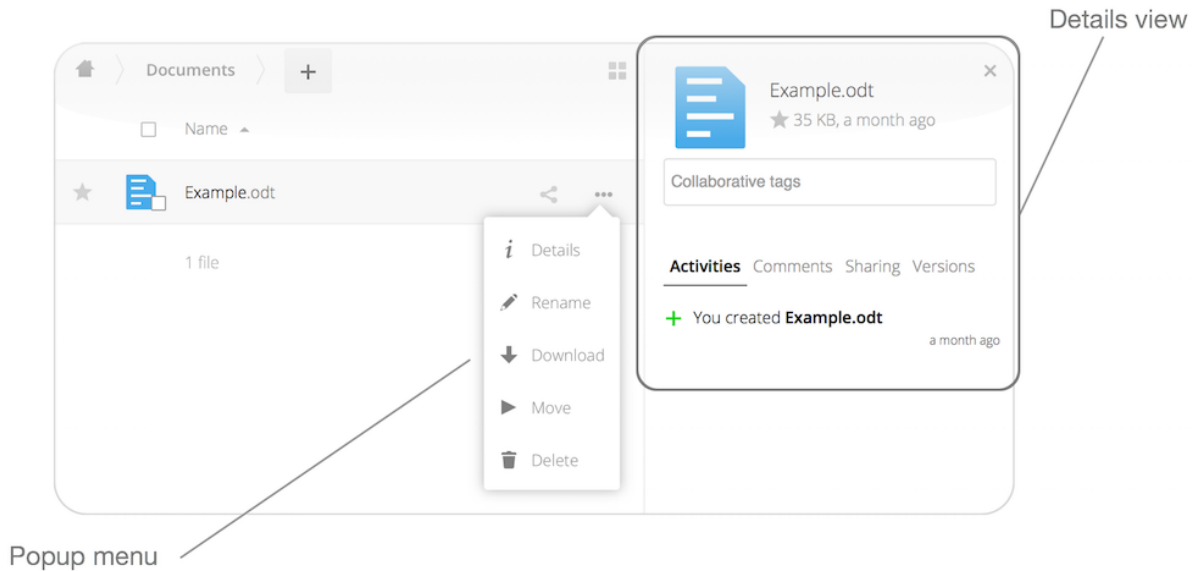 Details view
Documents
+
Name
Example.odt
1 file
Details
Rename
Download
Move
Delete
Example.odt
35 KB, a month ago
Collaborative tags
Activities Comments Sharing Versions
You created Example.odt
a month ago
Popup menu